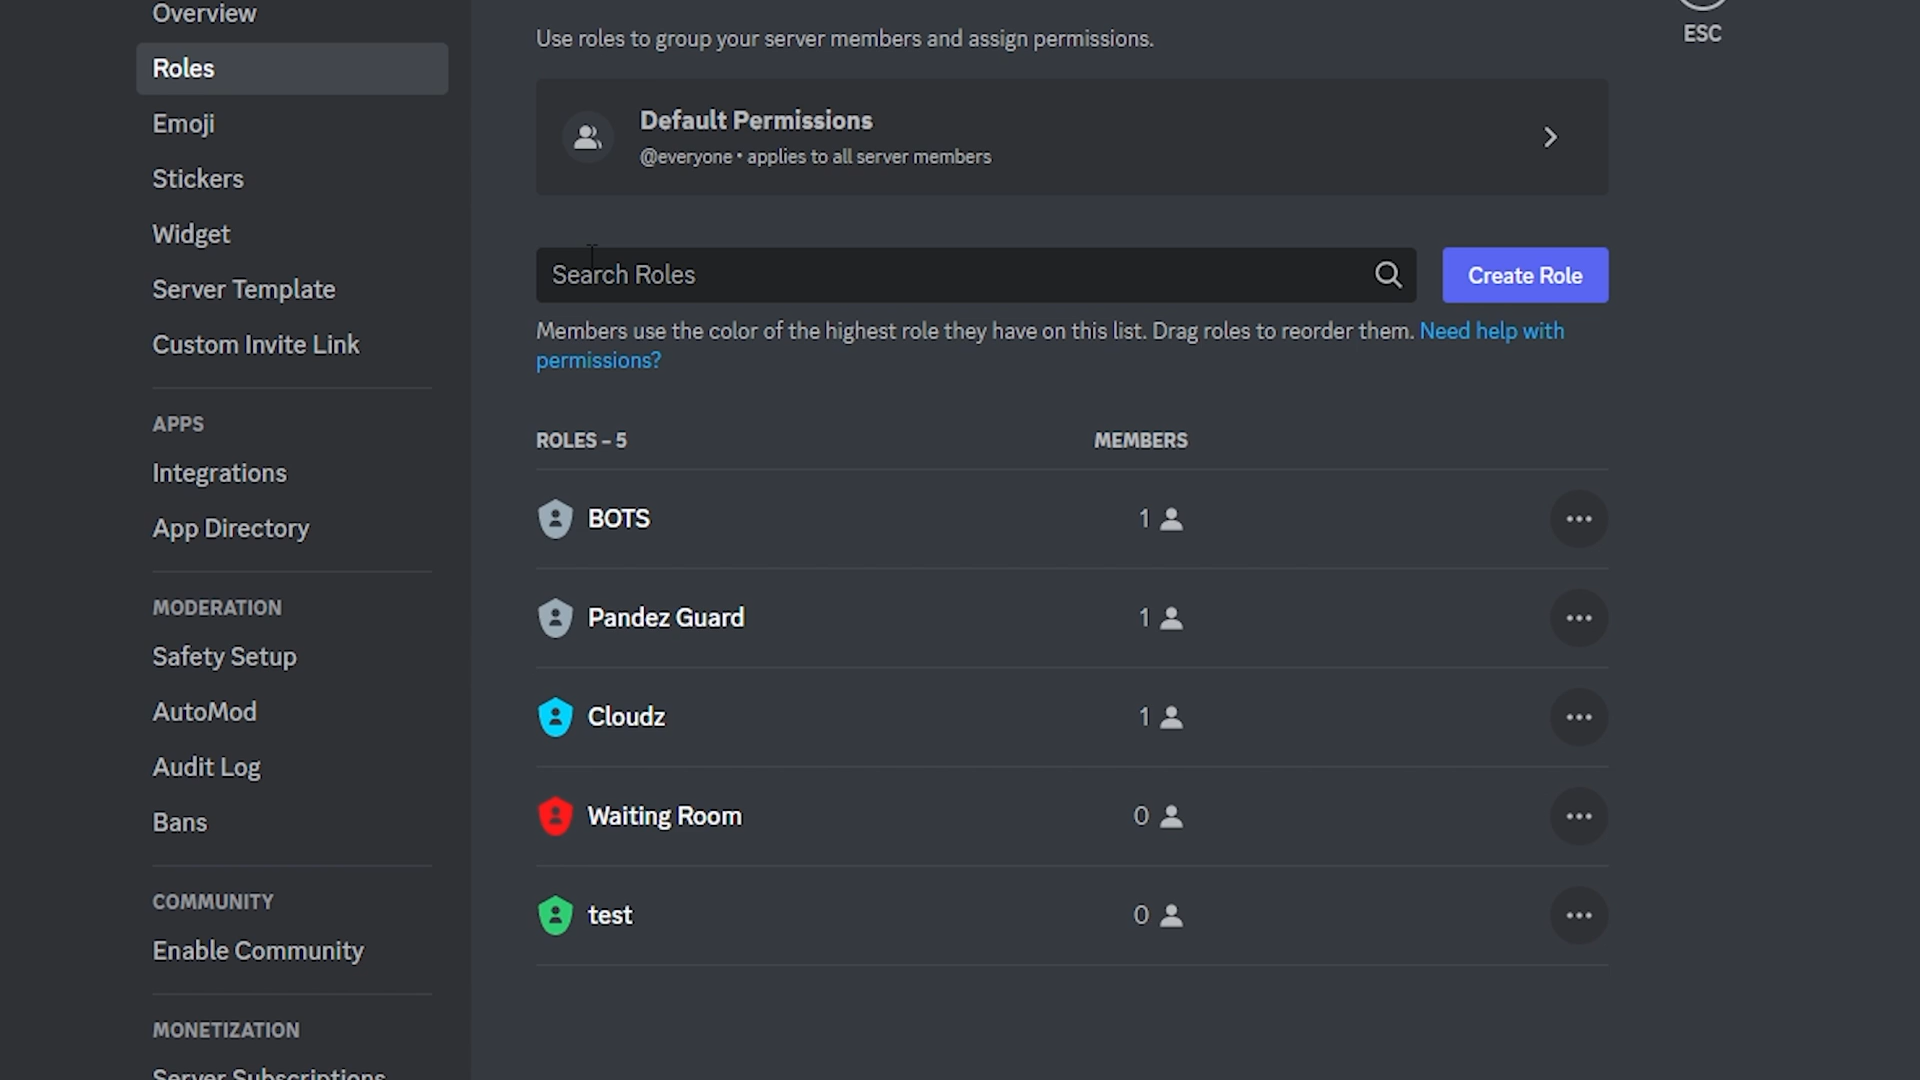 Overview
Roles
Emoji
Stickers
Widget
Server Template
Custom Invite Link
APPS
Integrations
App Directory
MODERATION
Safety Setup
AutoMod
Audit Log
Bans
COMMUNITY
Enable Community
MONETIZATION
Server Subscriptions
Use roles to group your server members and assign permissions.
Default Permissions
@everyone • applies to all server members
Search Roles
Create Role
Members use the color of the highest role they have on this list. Drag roles to reorder them. Need help with
permissions?
ROLES – 5 MEMBERS
BOTS 1
Pandez Guard 1
Cloudz 1
Waiting Room 0
test 0
ESC